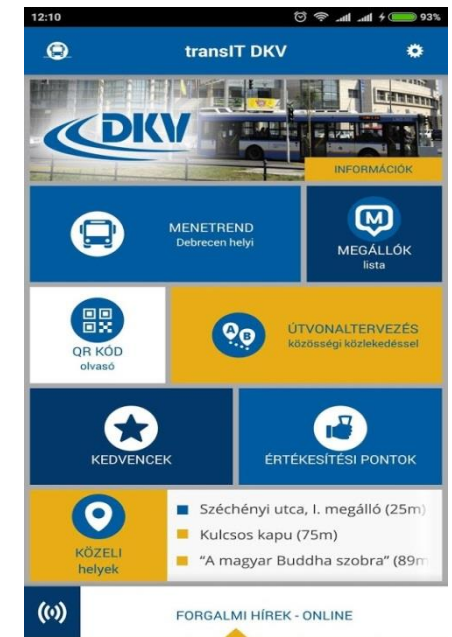 12:10
93%
transIT DKV
DKV
INFORMÁCIÓK
MENETREND
Debrecen helyi
M
MEGÁLLÓK
lista
QR KÓD
olvasó
A B
ÚTVONALTERVEZÉS
közösségi közlekedéssel
KEDVENCEK
ÉRTÉKESÍTÉSI PONTOK
KÖZELI
helyek
Széchényi utca, I. megálló (25m)
Kulcsos kapu (75m)
"A magyar Buddha szobra" (89m
FORGALMI HÍREK - ONLINE